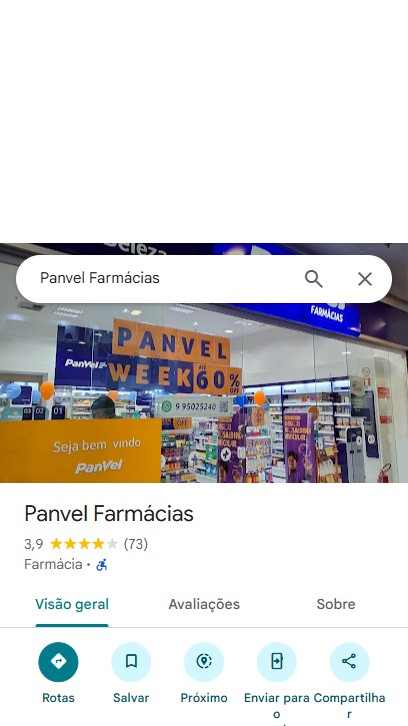 Beleza
Panvel Farmácias
FARMÁCIAS
PANVEL
WEEK
ATÉ
60%
OFF
PanVel
9 95025240
03 02 01
OFF
Seja bem vindo
PanVel
Panvel Farmácias
3,9 (73)
Farmácia ·
Visão geral Avaliações Sobre
Rotas Salvar Próximo Enviar para o Compartilhar